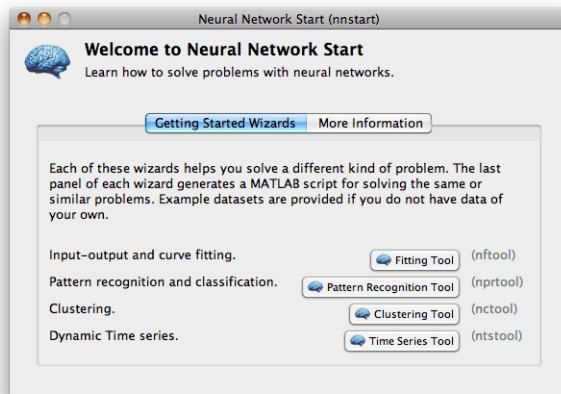 Neural Network Start (nnstart)
Welcome to Neural Network Start
Learn how to solve problems with neural networks.
Getting Started Wizards More Information
Each of these wizards helps you solve a different kind of problem. The last
panel of each wizard generates a MATLAB script for solving the same or
similar problems. Example datasets are provided if you do not have data of
your own.
Input-output and curve fitting. Fitting Tool (nftool)
Pattern recognition and classification. Pattern Recognition Tool (nprtool)
Clustering. Clustering Tool (nctool)
Dynamic Time series. Time Series Tool (ntstool)